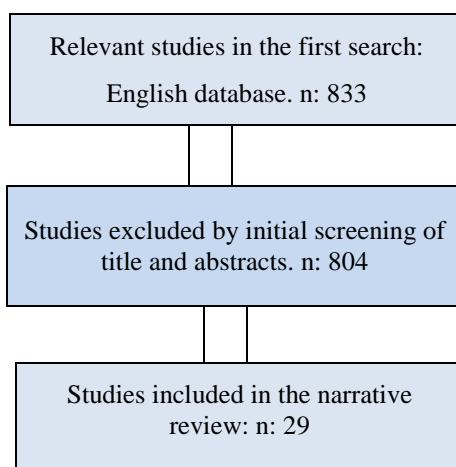 Relevant studies in the first search:
English database. n: 833
Studies excluded by initial screening of
title and abstracts. n: 804
Studies included in the narrative
review: n: 29